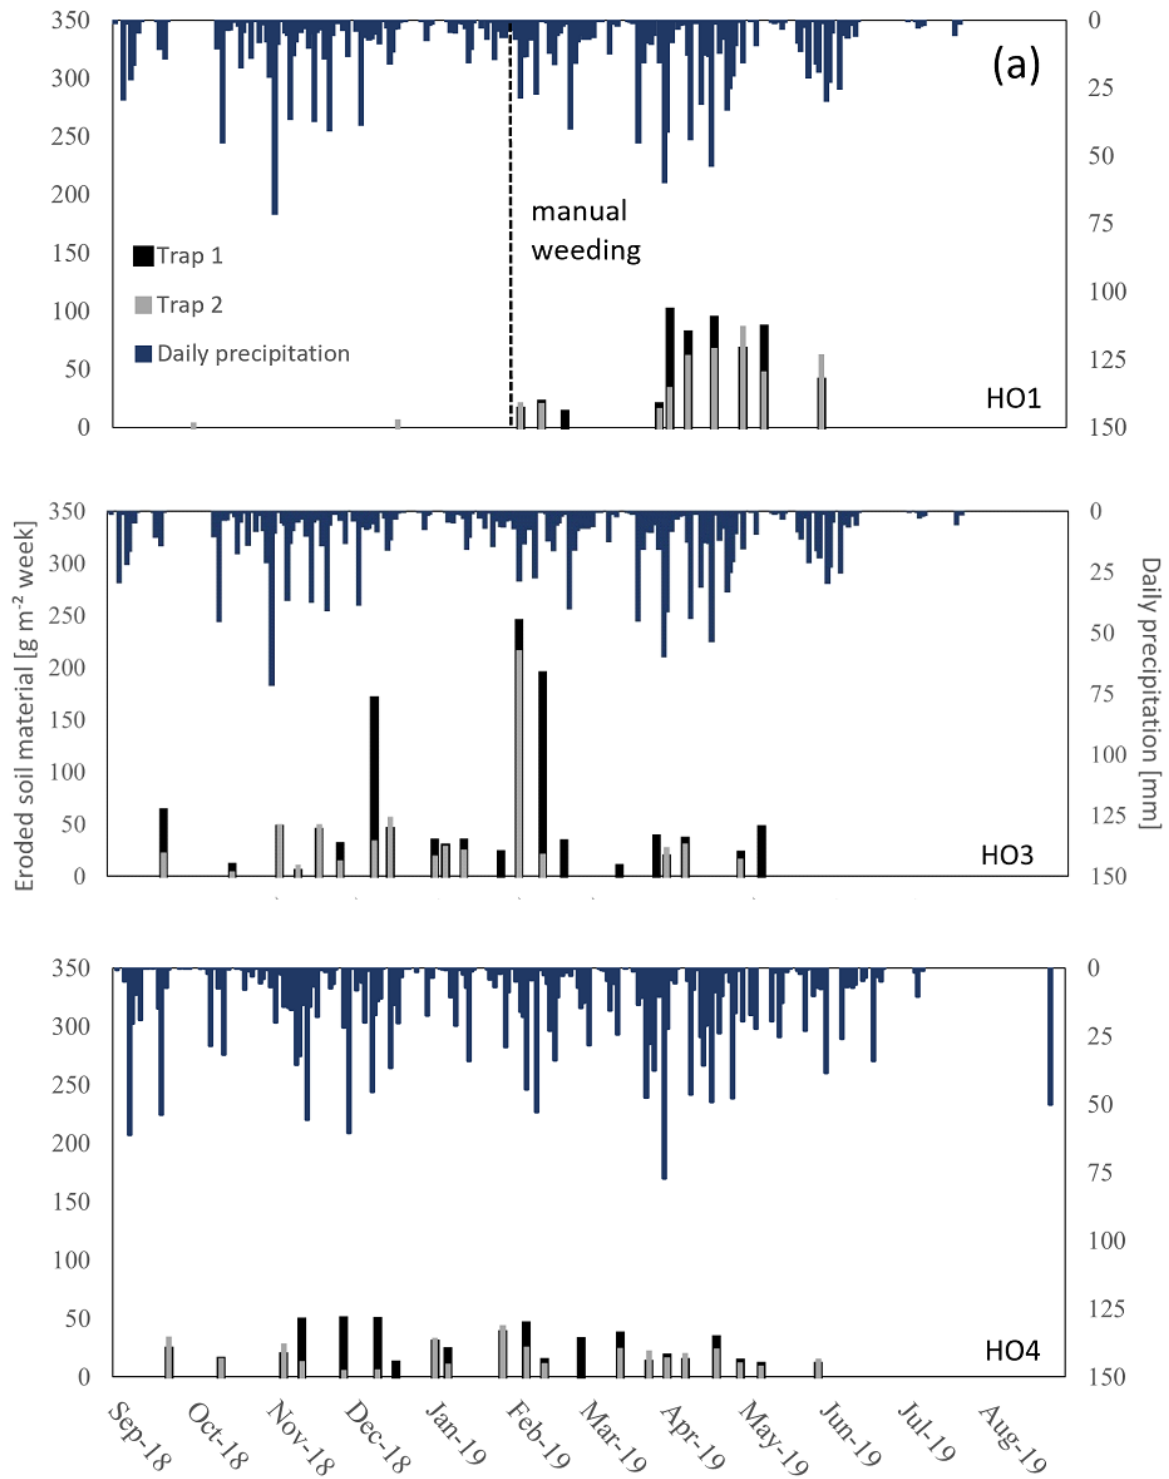 350
300
250
200
150
100
50
0
0
25
50
75
100
125
150
(a)
manual
weeding
Trap 1
Trap 2
Daily precipitation
HO1
Eroded soil material [g m⁻² week]
Daily precipitation [mm]
350
300
250
200
150
100
50
0
0
25
50
75
100
125
150
HO3
350
300
250
200
150
100
50
0
0
25
50
75
100
125
150
HO4
Sep-18
Oct-18
Nov-18
Dec-18
Jan-19
Feb-19
Mar-19
Apr-19
May-19
Jun-19
Jul-19
Aug-19